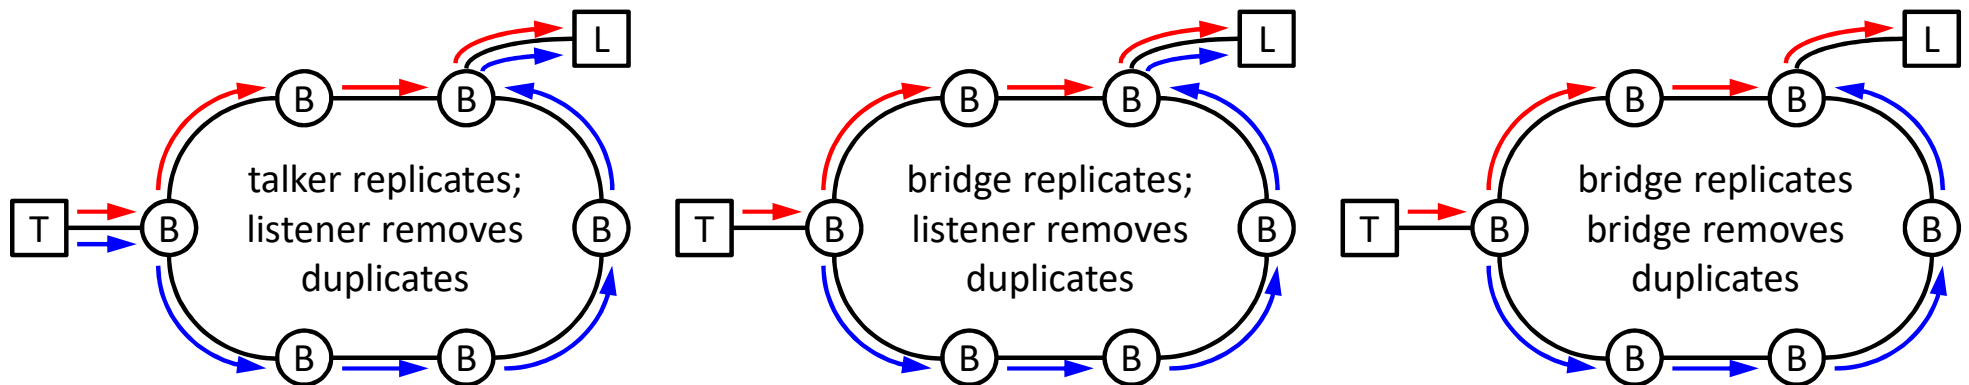 L
B
B
talker replicates;
T
B
listener removes
B
duplicates
B
B
L
B
B
bridge replicates;
T
B
listener removes
B
duplicates
B
B
L
B
B
bridge replicates
T
B
bridge removes
B
duplicates
B
B